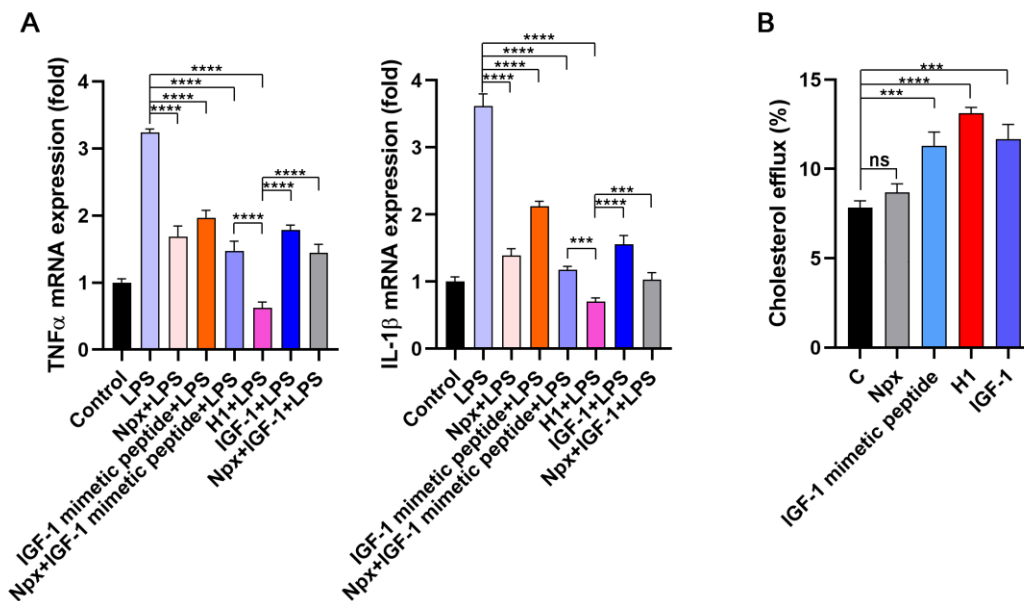 A
TNFα mRNA expression (fold)
4
3
2
1
0
****
****
****
****
****
****
****
Control
LPS
Npx+LPS
IGF-1 mimetic peptide+LPS
Npx+IGF-1 mimetic peptide+LPS
H1+LPS
IGF-1+LPS
Npx+IGF-1+LPS
IL-1β mRNA expression (fold)
4
3
2
1
0
****
****
****
****
***
****
***
Control
LPS
Npx+LPS
IGF-1 mimetic peptide+LPS
Npx+IGF-1 mimetic peptide+LPS
H1+LPS
IGF-1+LPS
Npx+IGF-1+LPS
B
Cholesterol efflux (%)
15
10
5
0
***
****
***
ns
C
Npx
IGF-1 mimetic peptide
H1
IGF-1